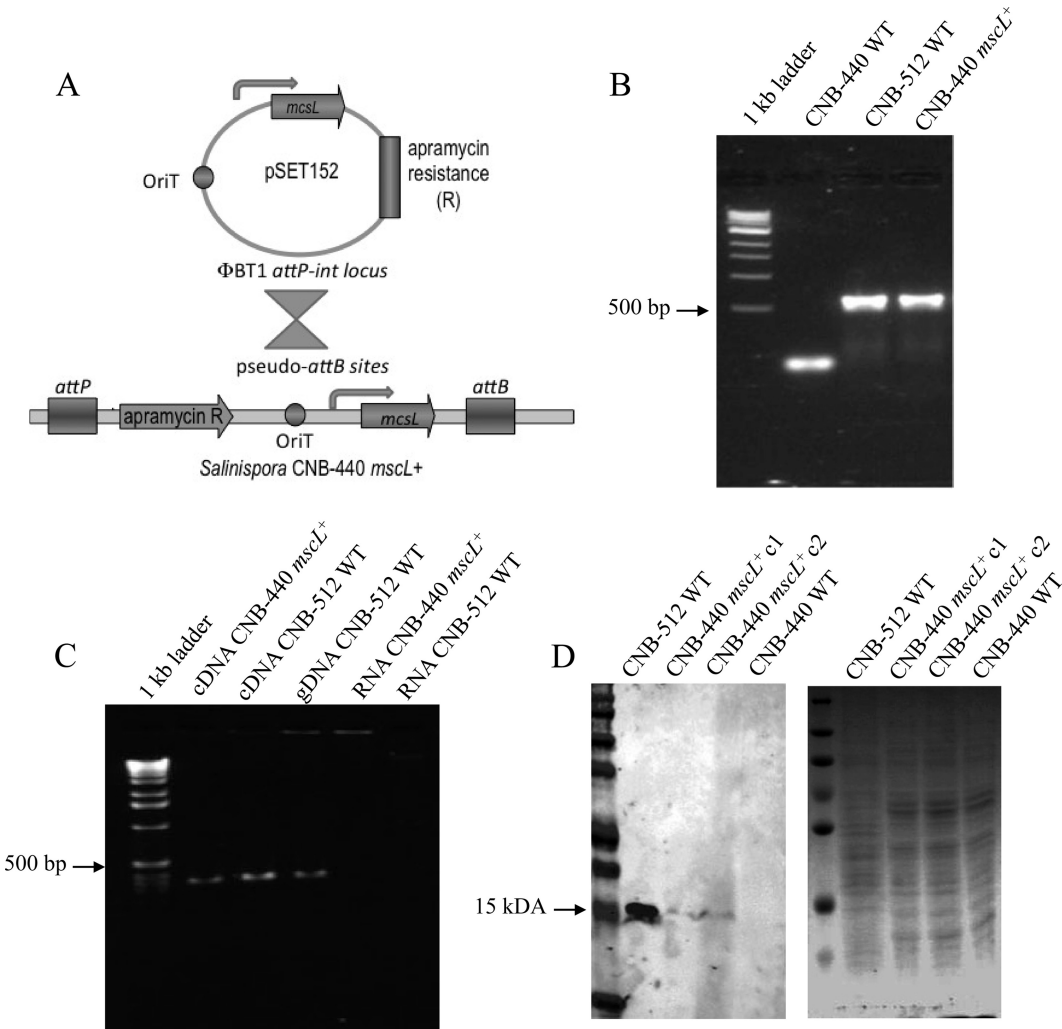 A
mcsL
OriT
pSET152
apramycin
resistance
(R)
ΦBT1 attP-int locus
pseudo-attB sites
attP
attB
apramycin R
mcsL
OriT
Salinispora CNB-440 mscL+
B
1 kb ladder
CNB-440 WT
CNB-512 WT
CNB-440 mscL+
500 bp
C
1 kb ladder
cDNA CNB-440 mscL+
cDNA CNB-512 WT
gDNA CNB-512 WT
RNA CNB-440 mscL+
RNA CNB-512 WT
500 bp
D
CNB-512 WT
CNB-440 mscL+ c1
CNB-440 mscL+ c2
CNB-440 WT
15 kDA
CNB-512 WT
CNB-440 mscL+ c1
CNB-440 mscL+ c2
CNB-440 WT